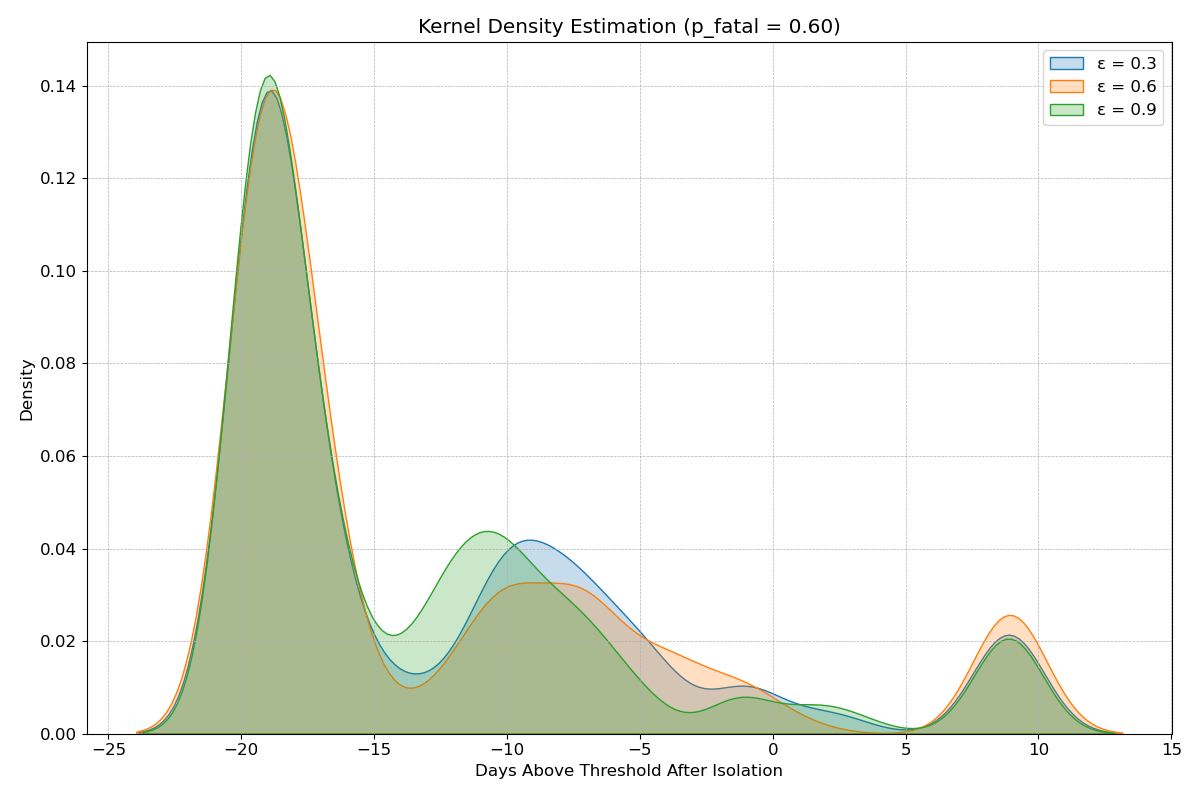 Kernel Density Estimation (p_fatal = 0.60)
ε = 0.3
ε = 0.6
ε = 0.9
0.14
0.12
0.10
0.08
0.06
0.04
0.02
0.00
Density
−25 −20 −15 −10 −5 0 5 10 15
Days Above Threshold After Isolation